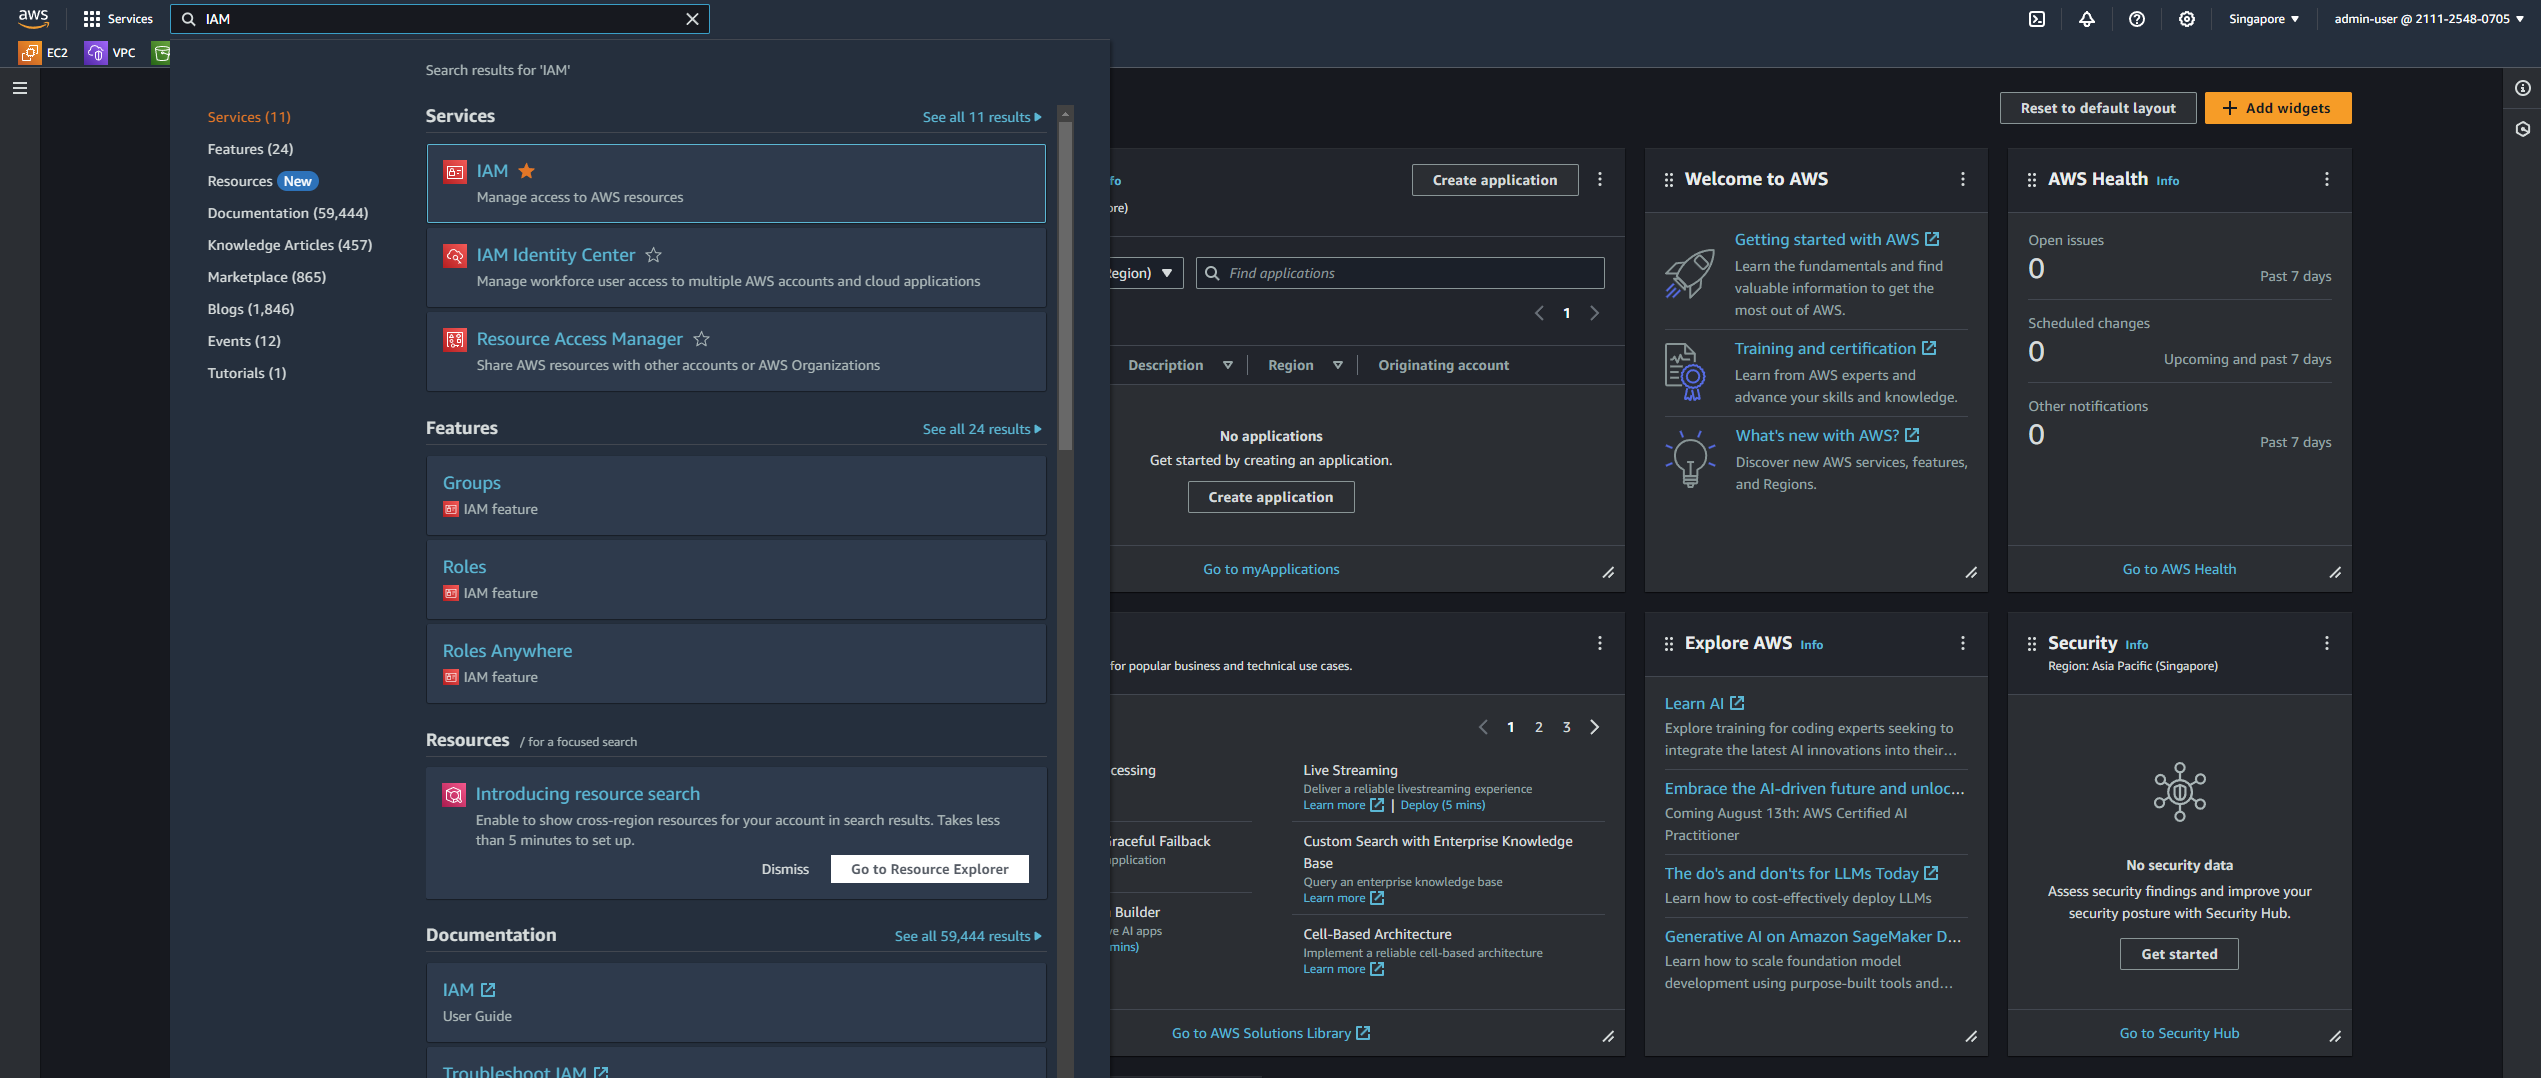 aws
Services
IAM
Singapore ▼
admin-user @ 2111-2548-0705 ▼
EC2
VPC
Search results for 'IAM'
Services (11)
Features (24)
Resources New
Documentation (59,444)
Knowledge Articles (457)
Marketplace (865)
Blogs (1,846)
Events (12)
Tutorials (1)
Services
See all 11 results ▶
IAM
Manage access to AWS resources
IAM Identity Center
Manage workforce user access to multiple AWS accounts and cloud applications
Resource Access Manager
Share AWS resources with other accounts or AWS Organizations
Features
See all 24 results ▶
Groups
IAM feature
Roles
IAM feature
Roles Anywhere
IAM feature
Resources / for a focused search
Introducing resource search
Enable to show cross-region resources for your account in search results. Takes less
than 5 minutes to set up.
Dismiss
Go to Resource Explorer
Documentation
See all 59,444 results ▶
IAM
User Guide
Troubleshoot IAM
Reset to default layout
+ Add widgets
fo
Create application
ore)
Region) ▼
Find applications
1
Description
Region
Originating account
No applications
Get started by creating an application.
Create application
Go to myApplications
Welcome to AWS
Getting started with AWS
Learn the fundamentals and find
valuable information to get the
most out of AWS.
Training and certification
Learn from AWS experts and
advance your skills and knowledge.
What's new with AWS?
Discover new AWS services, features,
and Regions.
AWS Health Info
Open issues
0
Past 7 days
Scheduled changes
0
Upcoming and past 7 days
Other notifications
0
Past 7 days
Go to AWS Health
for popular business and technical use cases.
1 2 3
cessing
Graceful Failback
pplication
Builder
ve AI apps
mins)
Live Streaming
Deliver a reliable livestreaming experience
Learn more | Deploy (5 mins)
Custom Search with Enterprise Knowledge
Base
Query an enterprise knowledge base
Learn more
Cell-Based Architecture
Implement a reliable cell-based architecture
Learn more
Go to AWS Solutions Library
Explore AWS Info
Learn AI
Explore training for coding experts seeking to
integrate the latest AI innovations into their…
Embrace the AI-driven future and unloc…
Coming August 13th: AWS Certified AI
Practitioner
The do's and don'ts for LLMs Today
Learn how to cost-effectively deploy LLMs
Generative AI on Amazon SageMaker D…
Learn how to scale foundation model
development using purpose-built tools and…
Security Info
Region: Asia Pacific (Singapore)
No security data
Assess security findings and improve your
security posture with Security Hub.
Get started
Go to Security Hub